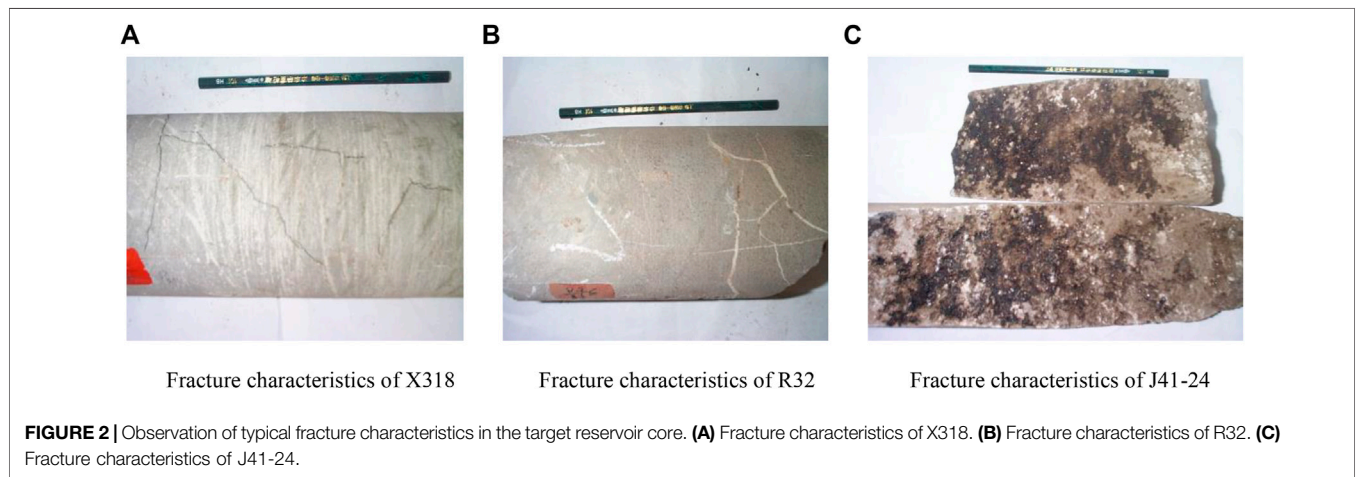 A
B
C
Fracture characteristics of X318
Fracture characteristics of R32
Fracture characteristics of J41-24
FIGURE 2 | Observation of typical fracture characteristics in the target reservoir core. (A) Fracture characteristics of X318. (B) Fracture characteristics of R32. (C)
Fracture characteristics of J41-24.